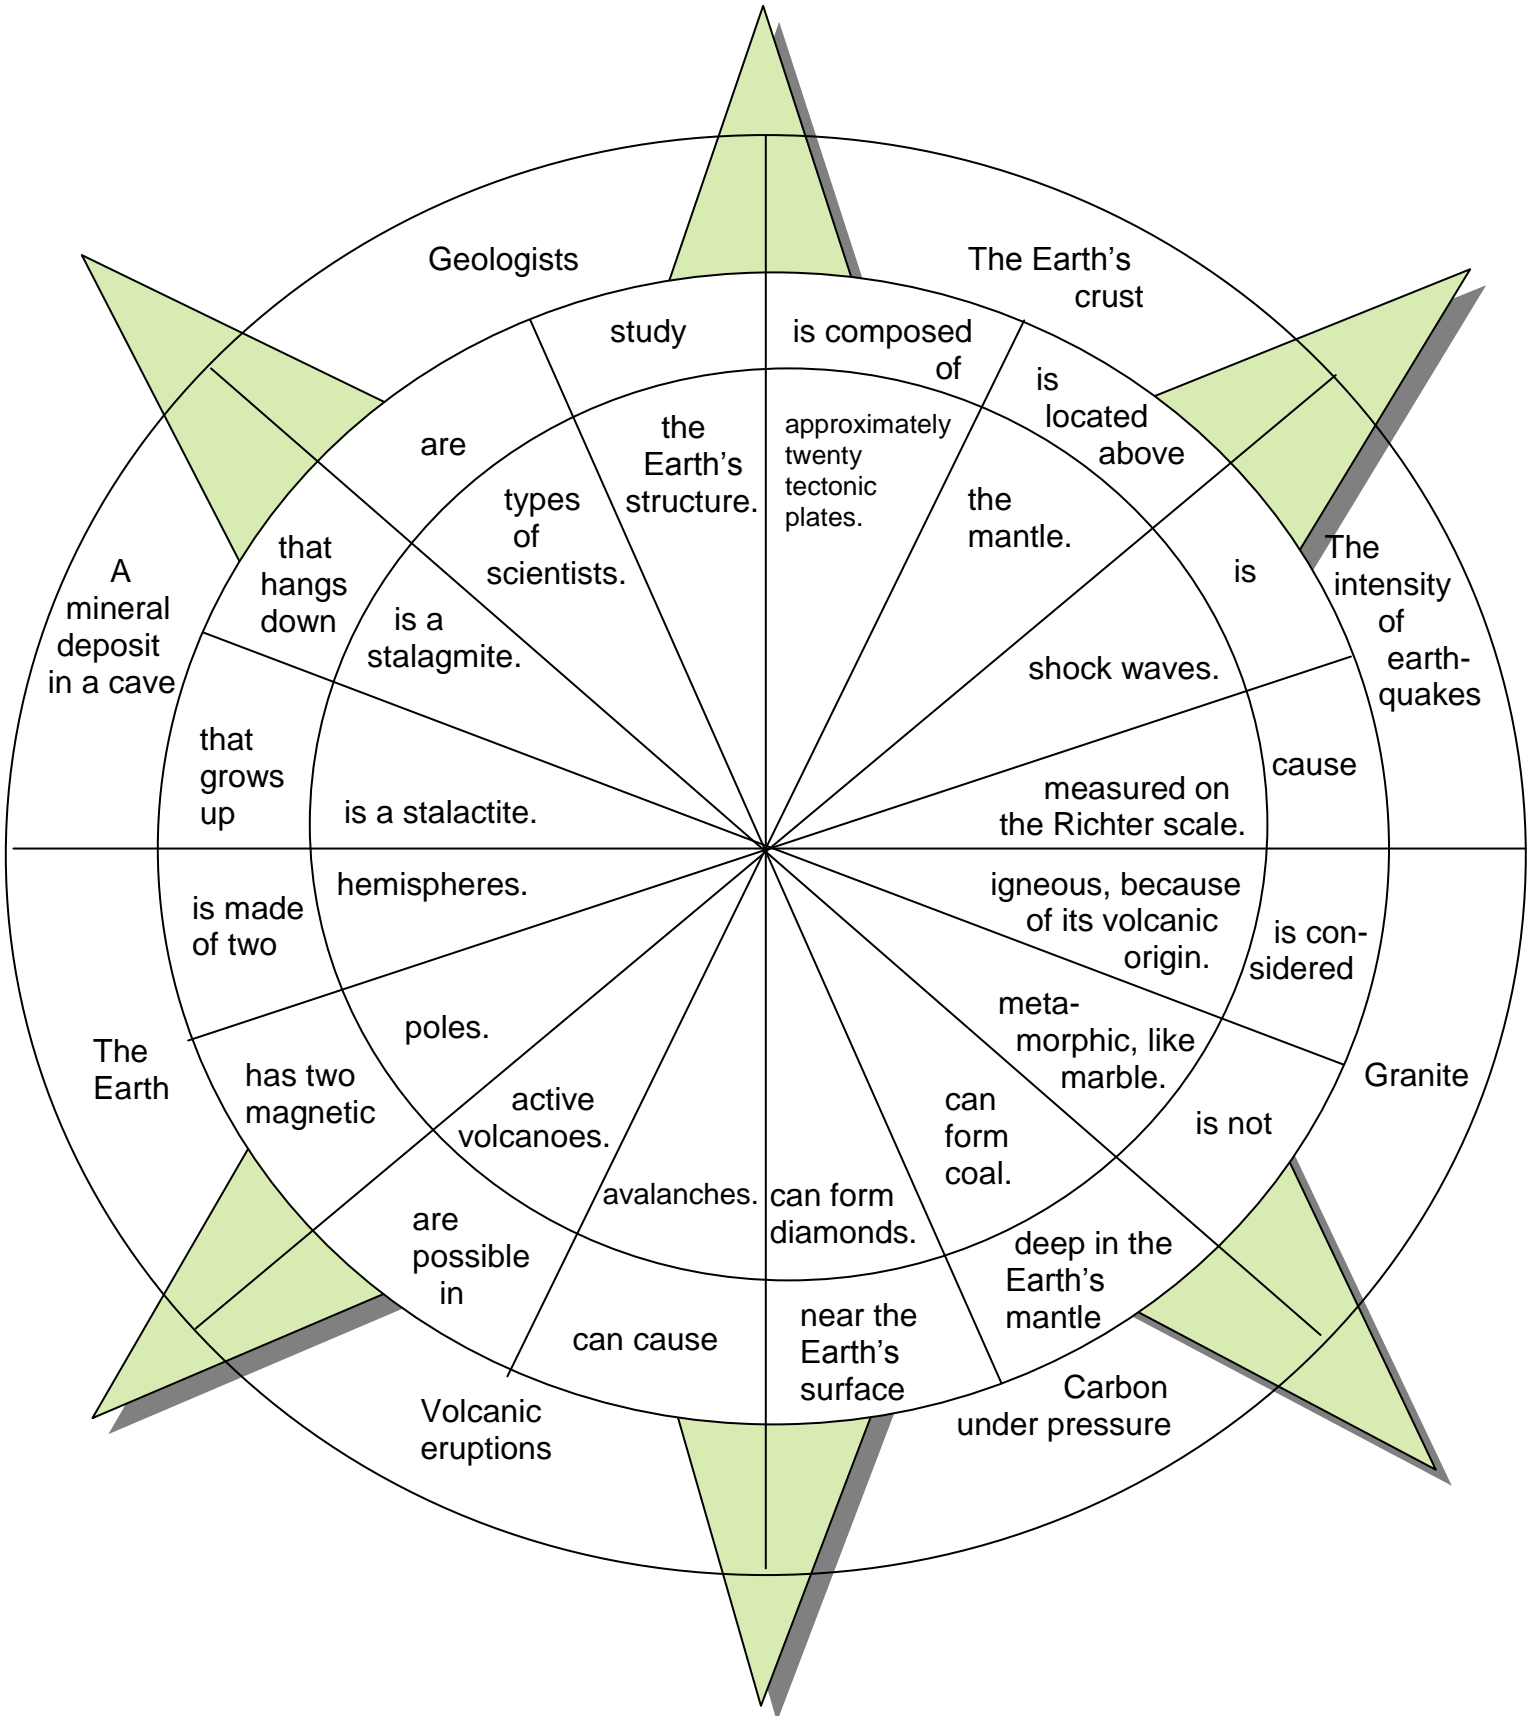 Geologists
The Earth’s
crust
study
is composed
of
are
is
located
above
the
Earth’s
structure.
approximately
twenty
tectonic
plates.
types
of
scientists.
the
mantle.
A
mineral
deposit
in a cave
that
hangs
down
is a
stalagmite.
is
The
intensity
of
earth-
quakes
shock waves.
that
grows
up
is a stalactite.
cause
measured on
the Richter scale.
is made
of two
hemispheres.
igneous, because
of its volcanic
origin.
is con-
sidered
The
Earth
has two
magnetic
poles.
meta-
morphic, like
marble.
Granite
is not
active
volcanoes.
can
form
coal.
avalanches.
can form
diamonds.
are
possible
in
deep in the
Earth’s
mantle
can cause
near the
Earth’s
surface
Volcanic
eruptions
Carbon
under pressure